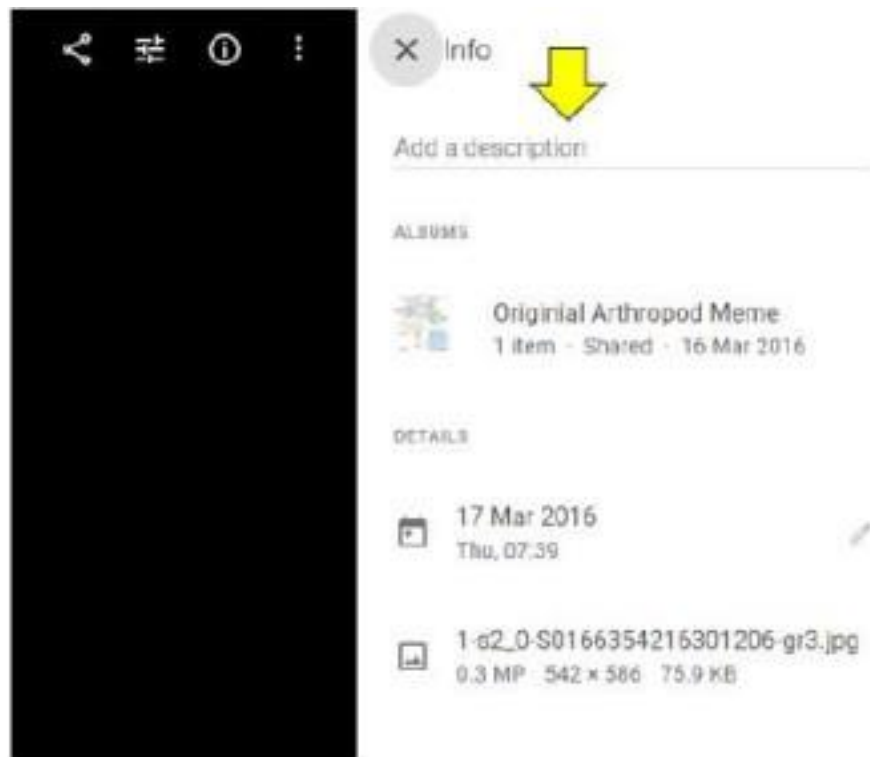 Info
Add a description
ALBUMS
Originial Arthropod Meme
1 item - Shared - 16 Mar 2016
DETAILS
17 Mar 2016
Thu, 07:39
1-s2_0-S0166354216301206-gr3.jpg
0.3 MP 542 × 586 75.9 KB